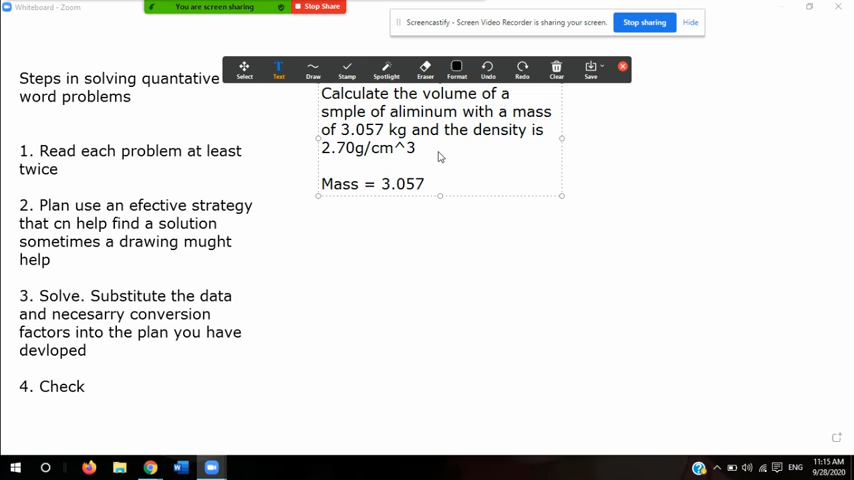 Whiteboard - Zoom
You are screen sharing
Stop Share
Screencastify - Screen Video Recorder is sharing your screen.
Stop sharing
Hide
Select
Text
Draw
Stamp
Spotlight
Eraser
Format
Undo
Redo
Clear
Save
Steps in solving quantative
word problems
1. Read each problem at least
twice
2. Plan use an efective strategy
that cn help find a solution
sometimes a drawing mught
help
3. Solve. Substitute the data
and necesarry conversion
factors into the plan you have
devloped
4. Check
Calculate the volume of a
smple of aliminum with a mass
of 3.057 kg and the density is
2.70g/cm^3
Mass = 3.057
ENG
11:15 AM
9/28/2020